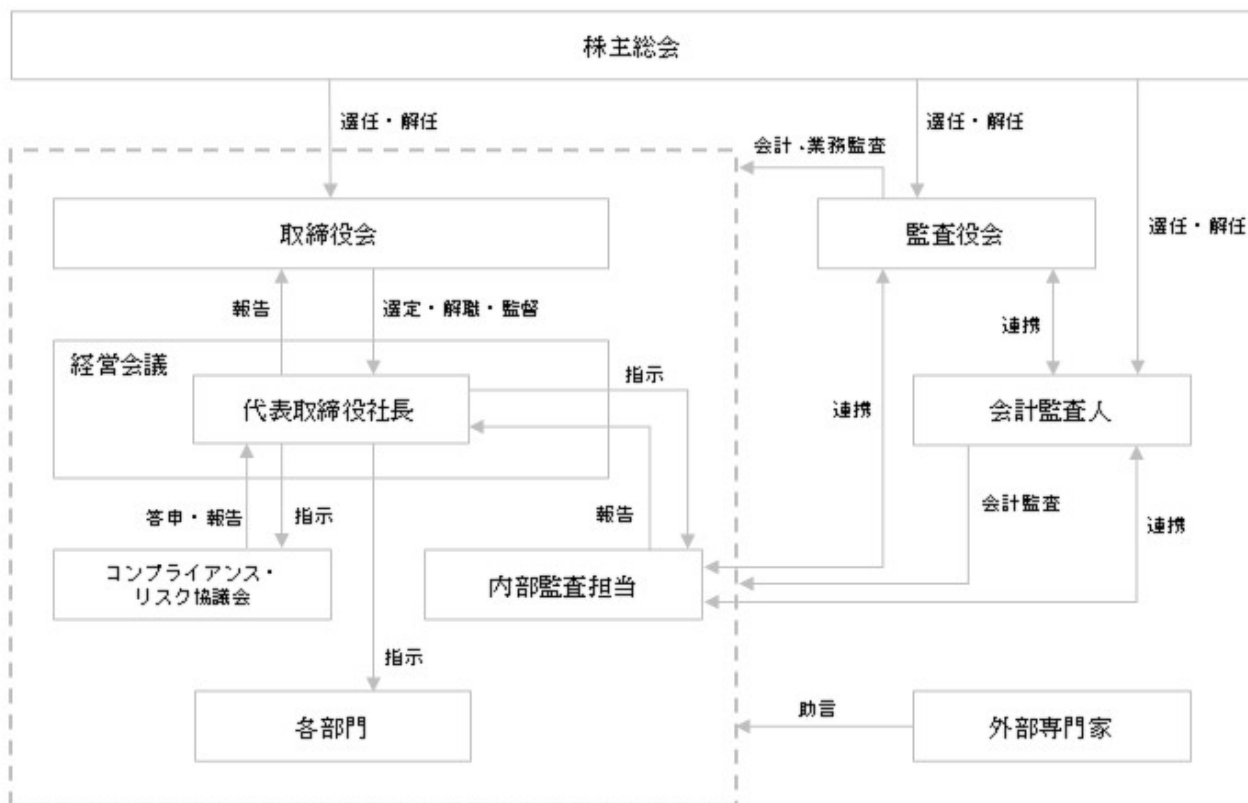 株主総会
選任・解任
選任・解任
会計・業務監査
取締役会
監査役会
選任・解任
報告
選定・解職・監督
連携
経営会議
指示
代表取締役社長
連携
会計監査人
答申・報告
指示
報告
会計監査
連携
コンプライアンス・
リスク協議会
内部監査担当
指示
各部門
助言
外部専門家